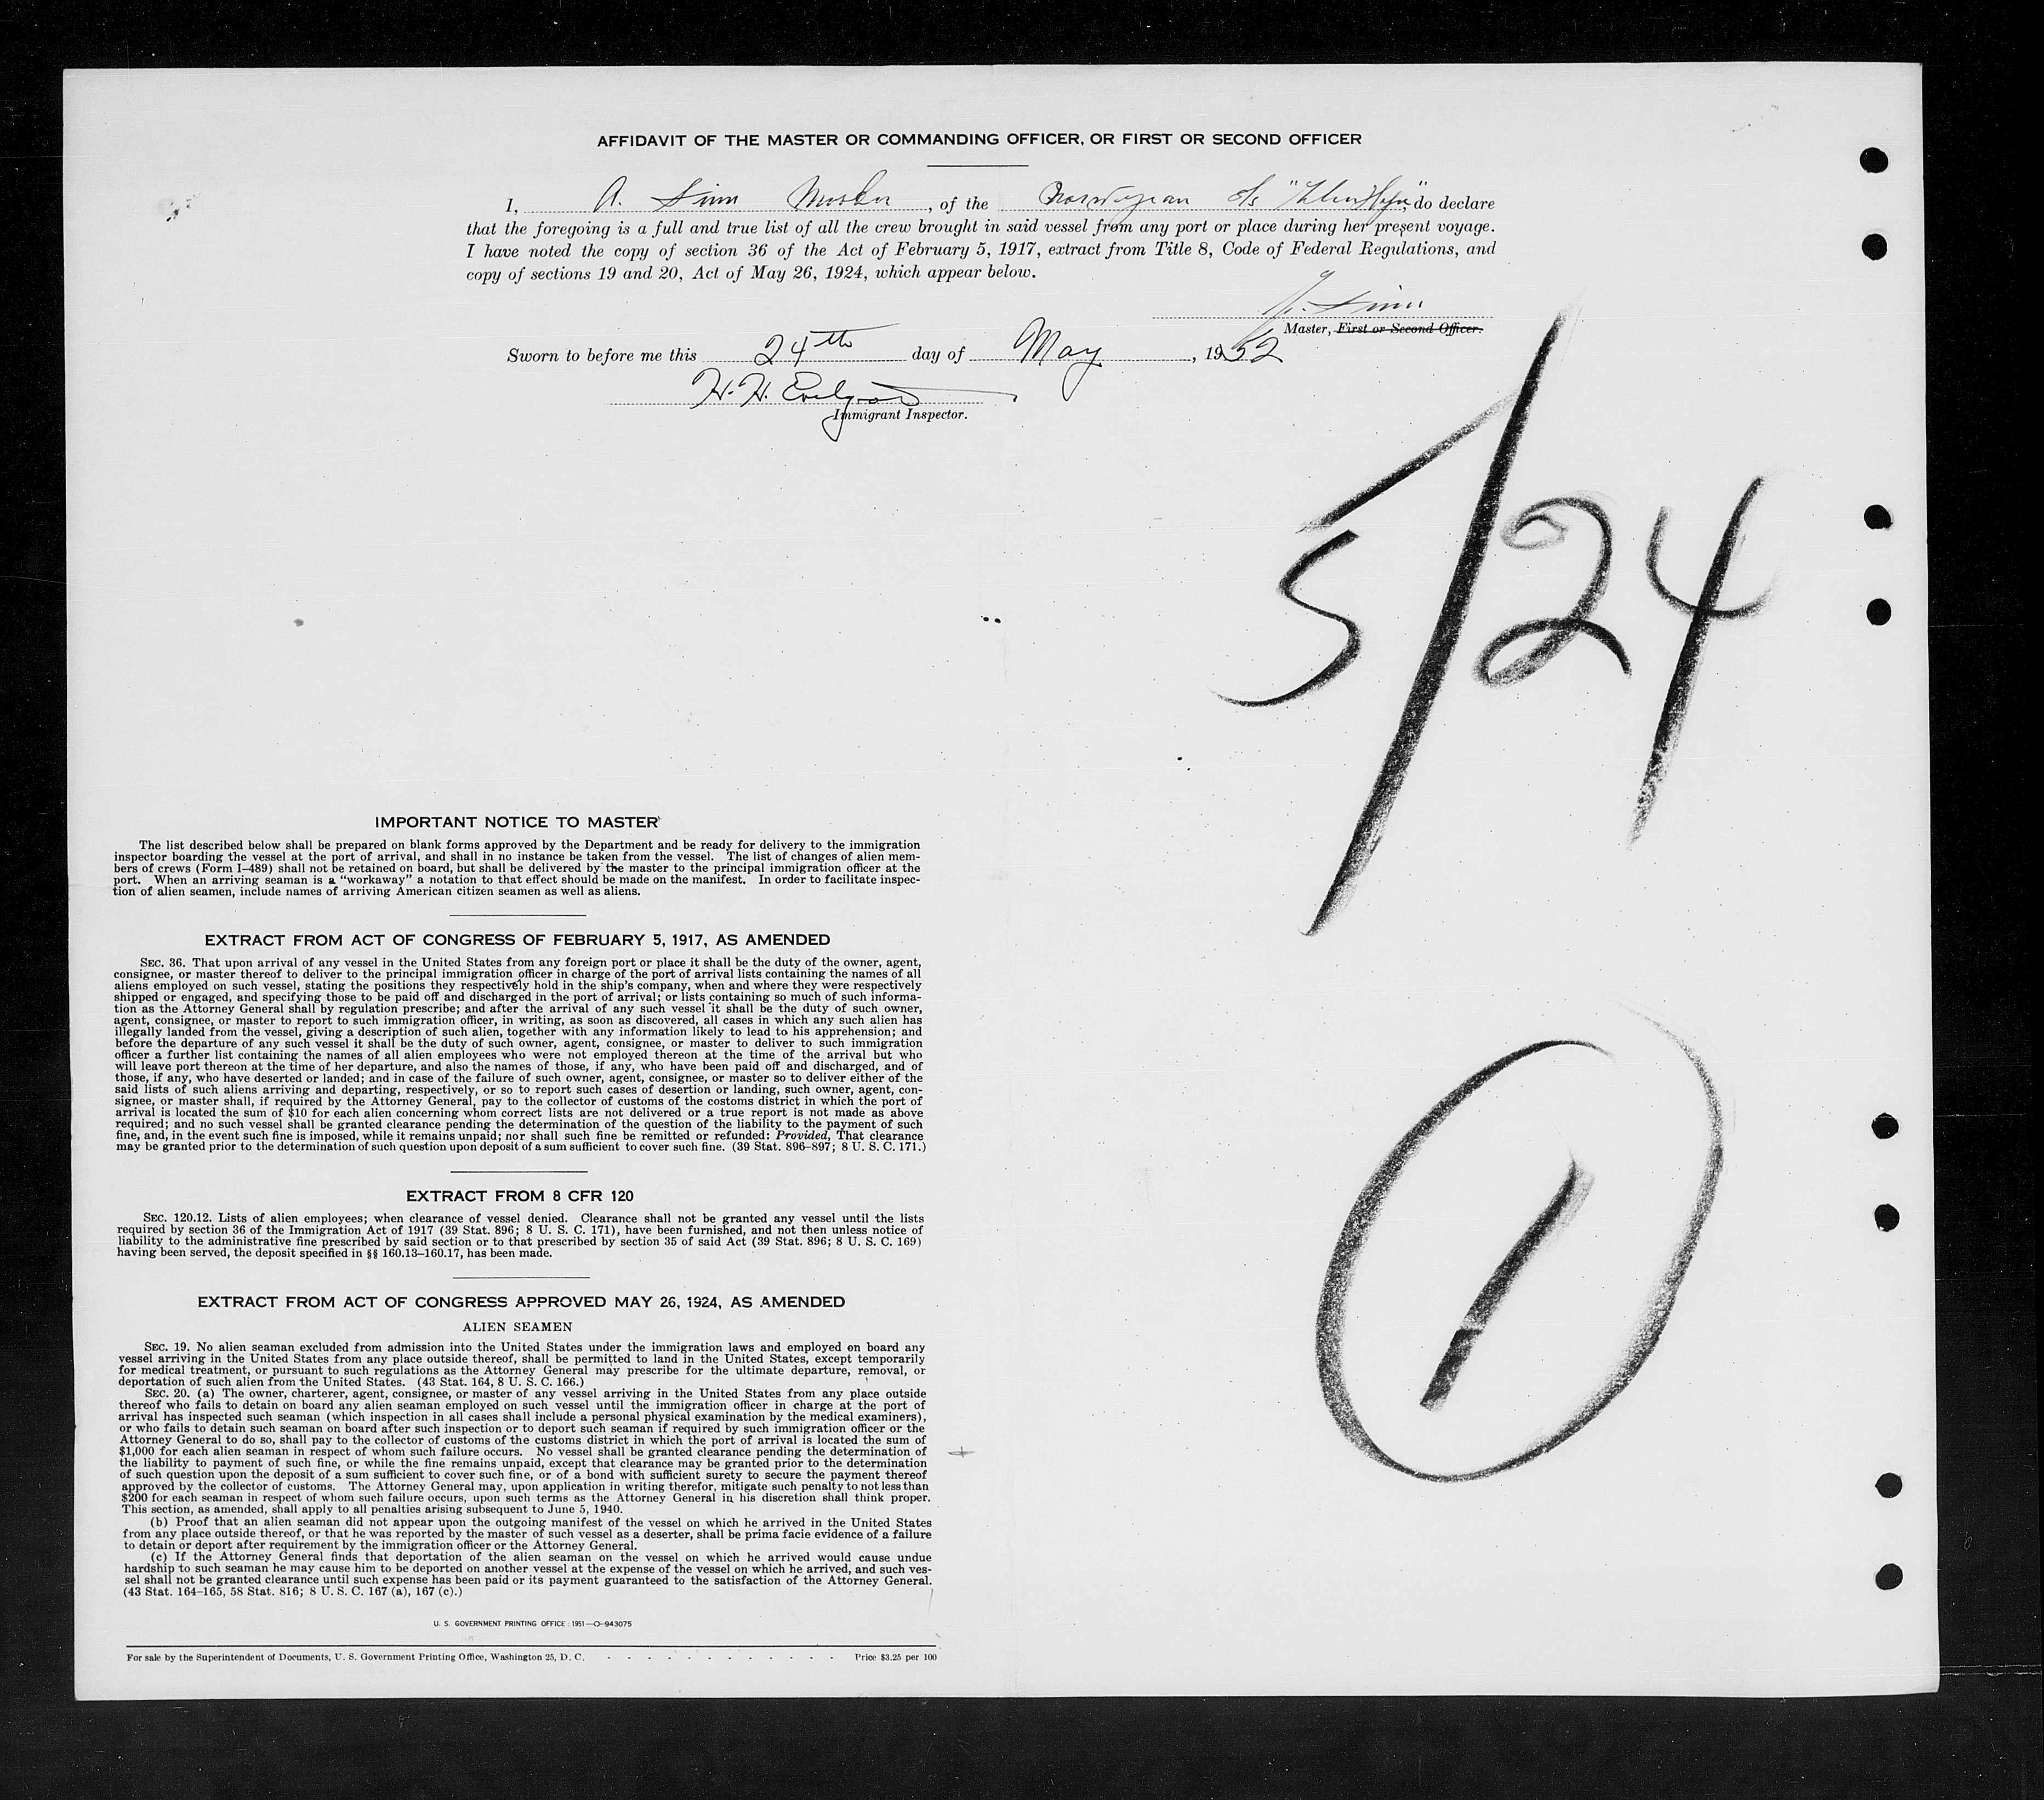 AFFIDAVIT OF THE MASTER OR COMMANDING OFFICER, OR FIRST OR SECOND OFFICER
I, A. Master, of the Norwegian do declare
that the foregoing is a full and true list of all the crew brought in said vessel from any port or place during her present voyage.
I have noted the copy of section 36 of the Act of February 5, 1917, extract from Title 8, Code of Federal Regulations, and
copy of sections 19 and 20, Act of May 26, 1924, which appear below.
Master, First or Second Officer.
Sworn to before me this 24th day of May, 1952
H. H.
Immigrant Inspector.
5/24
IMPORTANT NOTICE TO MASTER
The list described below shall be prepared on blank forms approved by the Department and be ready for delivery to the immigration
inspector boarding the vessel at the port of arrival, and shall in no instance be taken from the vessel. The list of changes of alien mem-
bers of crews (Form I–489) shall not be retained on board, but shall be delivered by the master to the principal immigration officer at the
port. When an arriving seaman is a "workaway" a notation to that effect should be made on the manifest. In order to facilitate inspec-
tion of alien seamen, include names of arriving American citizen seamen as well as aliens.
EXTRACT FROM ACT OF CONGRESS OF FEBRUARY 5, 1917, AS AMENDED
SEC. 36. That upon arrival of any vessel in the United States from any foreign port or place it shall be the duty of the owner, agent,
consignee, or master thereof to deliver to the principal immigration officer in charge of the port of arrival lists containing the names of all
aliens employed on such vessel, stating the positions they respectively hold in the ship's company, when and where they were respectively
shipped or engaged, and specifying those to be paid off and discharged in the port of arrival; or lists containing so much of such informa-
tion as the Attorney General shall by regulation prescribe; and after the arrival of any such vessel it shall be the duty of such owner,
agent, consignee, or master to report to such immigration officer, in writing, as soon as discovered, all cases in which any such alien has
illegally landed from the vessel, giving a description of such alien, together with any information likely to lead to his apprehension; and
before the departure of any such vessel it shall be the duty of such owner, agent, consignee, or master to deliver to such immigration
officer a further list containing the names of all alien employees who were not employed thereon at the time of the arrival but who
will leave port thereon at the time of her departure, and also the names of those, if any, who have been paid off and discharged, and of
those, if any, who have deserted or landed; and in case of the failure of such owner, agent, consignee, or master so to deliver either of the
said lists of such aliens arriving and departing, respectively, or so to report such cases of desertion or landing, such owner, agent, con-
signee, or master shall, if required by the Attorney General, pay to the collector of customs of the costoms district in which the port of
arrival is located the sum of $10 for each alien concerning whom correct lists are not delivered or a true report is not made as above
required; and no such vessel shall be granted clearance pending the determination of the question of the liability to the payment of such
fine, and, in the event such fine is imposed, while it remains unpaid; nor shall such fine be remitted or refunded: Provided, That clearance
may be granted prior to the determination of such question upon deposit of a sum sufficient to cover such fine. (39 Stat. 896–897; 8 U. S. C. 171.)
EXTRACT FROM 8 CFR 120
SEC. 120.12. Lists of alien employees; when clearance of vessel denied. Clearance shall not be granted any vessel until the lists
required by section 36 of the Immigration Act of 1917 (39 Stat. 896; 8 U. S. C. 171), have been furnished, and not then unless notice of
liability to the administrative fine prescribed by said section or to that prescribed by section 35 of said Act (39 Stat. 896; 8 U. S. C. 169)
having been served, the deposit specified in §§ 160.13–160.17, has been made.
EXTRACT FROM ACT OF CONGRESS APPROVED MAY 26, 1924, AS AMENDED
ALIEN SEAMEN
SEC. 19. No alien seaman excluded from admission into the United States under the immigration laws and employed on board any
vessel arriving in the United States from any place outside thereof, shall be permitted to land in the United States, except temporarily
for medical treatment, or pursuant to such regulations as the Attorney General may prescribe for the ultimate departure, removal, or
deportation of such alien from the United States. (43 Stat. 164, 8 U. S. C. 166.)
SEC. 20. (a) The owner, charterer, agent, consignee, or master of any vessel arriving in the United States from any place outside
thereof who fails to detain on board any alien seaman employed on such vessel until the immigration officer in charge at the port of
arrival has inspected such seaman (which inspection in all cases shall include a personal physical examination by the medical examiners),
or who fails to detain such seaman on board after such inspection or to deport such seaman if required by such immigration officer or the
Attorney General to do so, shall pay to the collector of customs of the customs district in which the port of arrival is located the sum of
$1,000 for each alien seaman in respect of whom such failure occurs. No vessel shall be granted clearance pending the determination of
the liability to payment of such fine, or while the fine remains unpaid, except that clearance may be granted prior to the determination
of such question upon the deposit of a sum sufficient to cover such fine, or of a bond with sufficient surety to secure the payment thereof
approved by the collector of customs. The Attorney General may, upon application in writing therefor, mitigate such penalty to not less than
$200 for each seaman in respect of whom such failure occurs, upon such terms as the Attorney General in his discretion shall think proper.
This section, as amended, shall apply to all penalties arising subsequent to June 5, 1940.
(b) Proof that an alien seaman did not appear upon the outgoing manifest of the vessel on which he arrived in the United States
from any place outside thereof, or that he was reported by the master of such vessel as a deserter, shall be prima facie evidence of a failure
to detain or deport after requirement by the immigration officer or the Attorney General.
(c) If the Attorney General finds that deportation of the alien seaman on the vessel on which he arrived would cause undue
hardship to such seaman he may cause him to be deported on another vessel at the expense of the vessel on which he arrived, and such ves-
sel shall not be granted clearance until such expense has been paid or its payment guaranteed to the satisfaction of the Attorney General.
(43 Stat. 164–165, 58 Stat. 816; 8 U. S. C. 167 (a), 167 (c).)
1
U. S. GOVERNMENT PRINTING OFFICE : 1951—O-943075
For sale by the Superintendent of Documents, U. S. Government Printing Office, Washington 25, D. C. - - - - - - - - - - - - Price $3.25 per 100